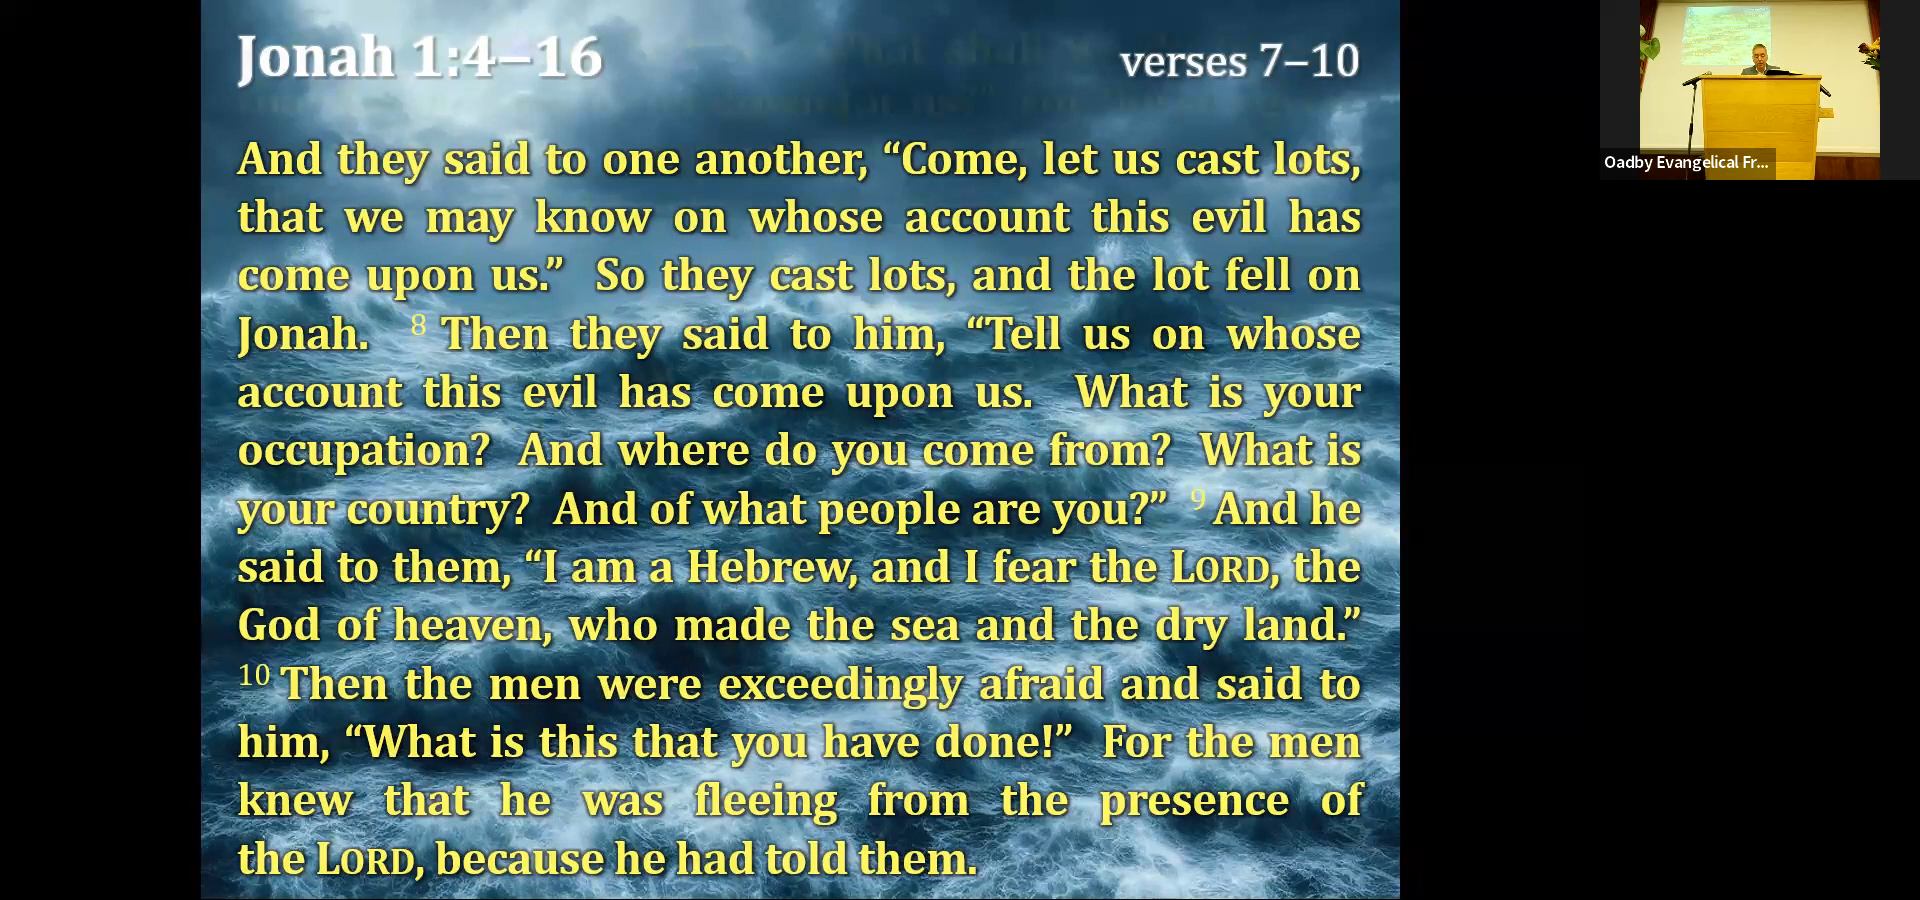 Jonah 1:4–16
verses 7–10
And they said to one another, “Come, let us cast lots,
that we may know on whose account this evil has
come upon us.” So they cast lots, and the lot fell on
Jonah. 8 Then they said to him, “Tell us on whose
account this evil has come upon us. What is your
occupation? And where do you come from? What is
your country? And of what people are you?” 9 And he
said to them, “I am a Hebrew, and I fear the LORD, the
God of heaven, who made the sea and the dry land.”
10 Then the men were exceedingly afraid and said to
him, “What is this that you have done!” For the men
knew that he was fleeing from the presence of
the LORD, because he had told them.
Oadby Evangelical Fr...